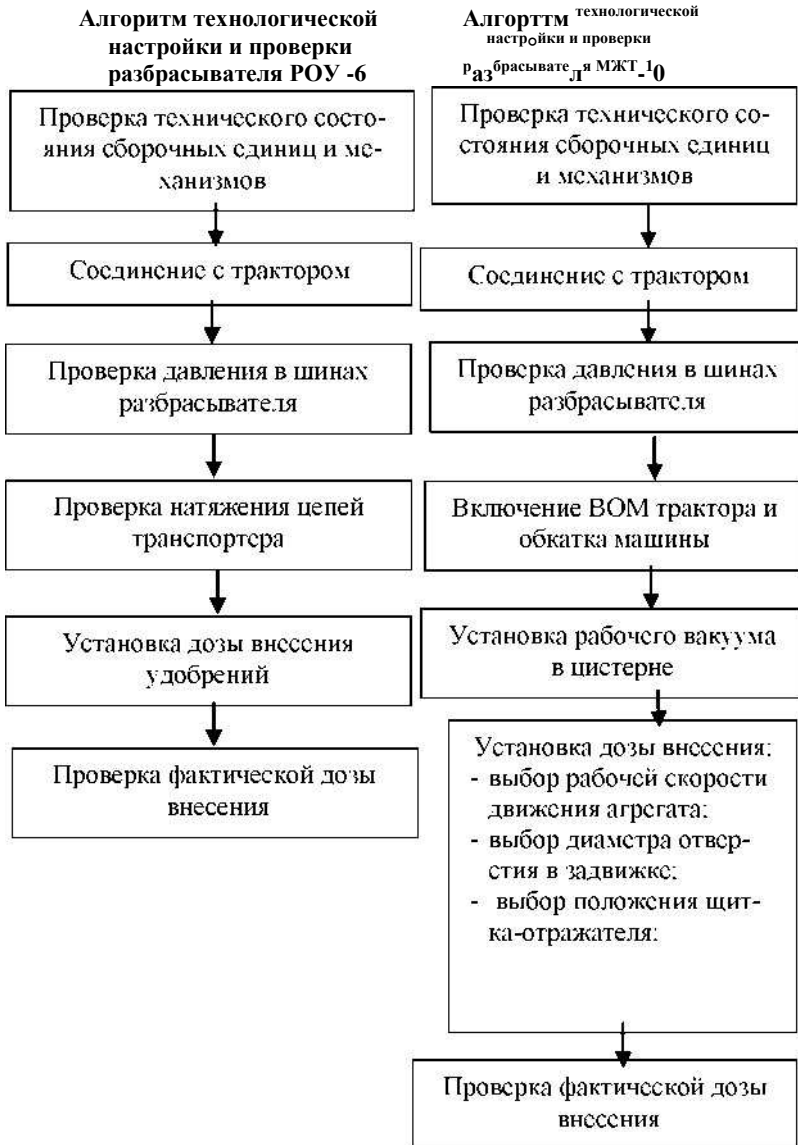 Алгоритм технологической
настройки и проверки
разбрасывателя РОУ -6
Проверка технического состо-
яния сборочных единиц и ме-
ханизмов
Соединение с трактором
Проверка давления в шинах
разбрасывателя
Проверка натяжения цепей
транспортера
Установка дозы внесения
удобрений
Проверка фактической дозы
внесения
Алгорттм технологической
настройки и проверки
разбрасывателя МЖТ-10
Проверка технического со-
стояния сборочных единиц
и механизмов
Соединение с трактором
Проверка давления в шинах
разбрасывателя
Включение ВОМ трактора и
обкатка машины
Установка рабочего вакуума
в цистерне
Установка дозы внесения:
- выбор рабочей скорости
движения агрегата;
- выбор диаметра отвер-
стия в задвижке;
- выбор положения щит-
ка-отражателя:
Проверка фактической дозы
внесения